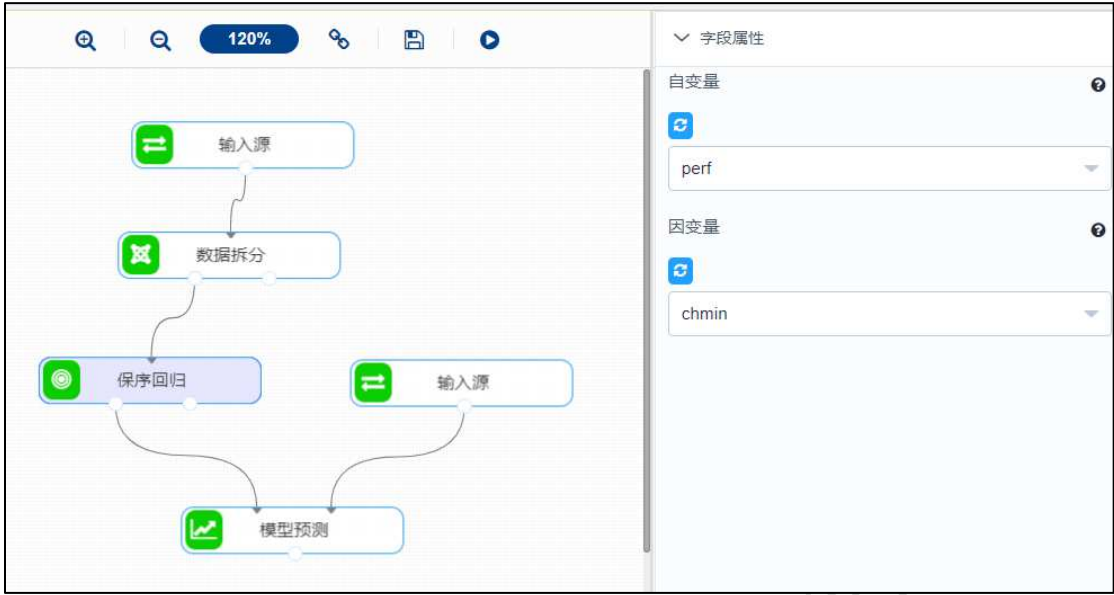 120%
输入源
数据拆分
保序回归
输入源
模型预测
字段属性
自变量
perf
因变量
chmin